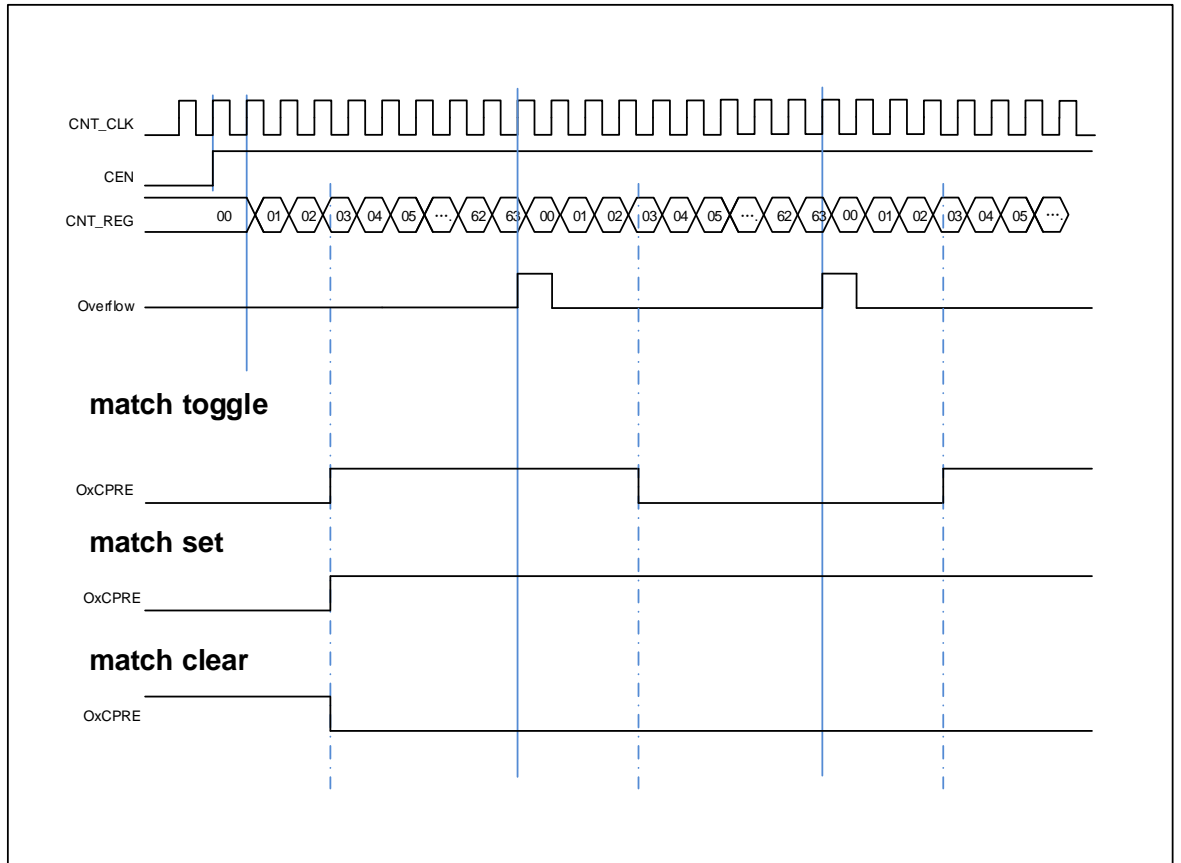 CNT_CLK
CEN
CNT_REG 00 01 02 03 04 05 ···. 62 63 00 01 02 03 04 05 ···. 62 63 00 01 02 03 04 05 ···.
Overflow
match toggle
OxCPRE
match set
OxCPRE
match clear
OxCPRE